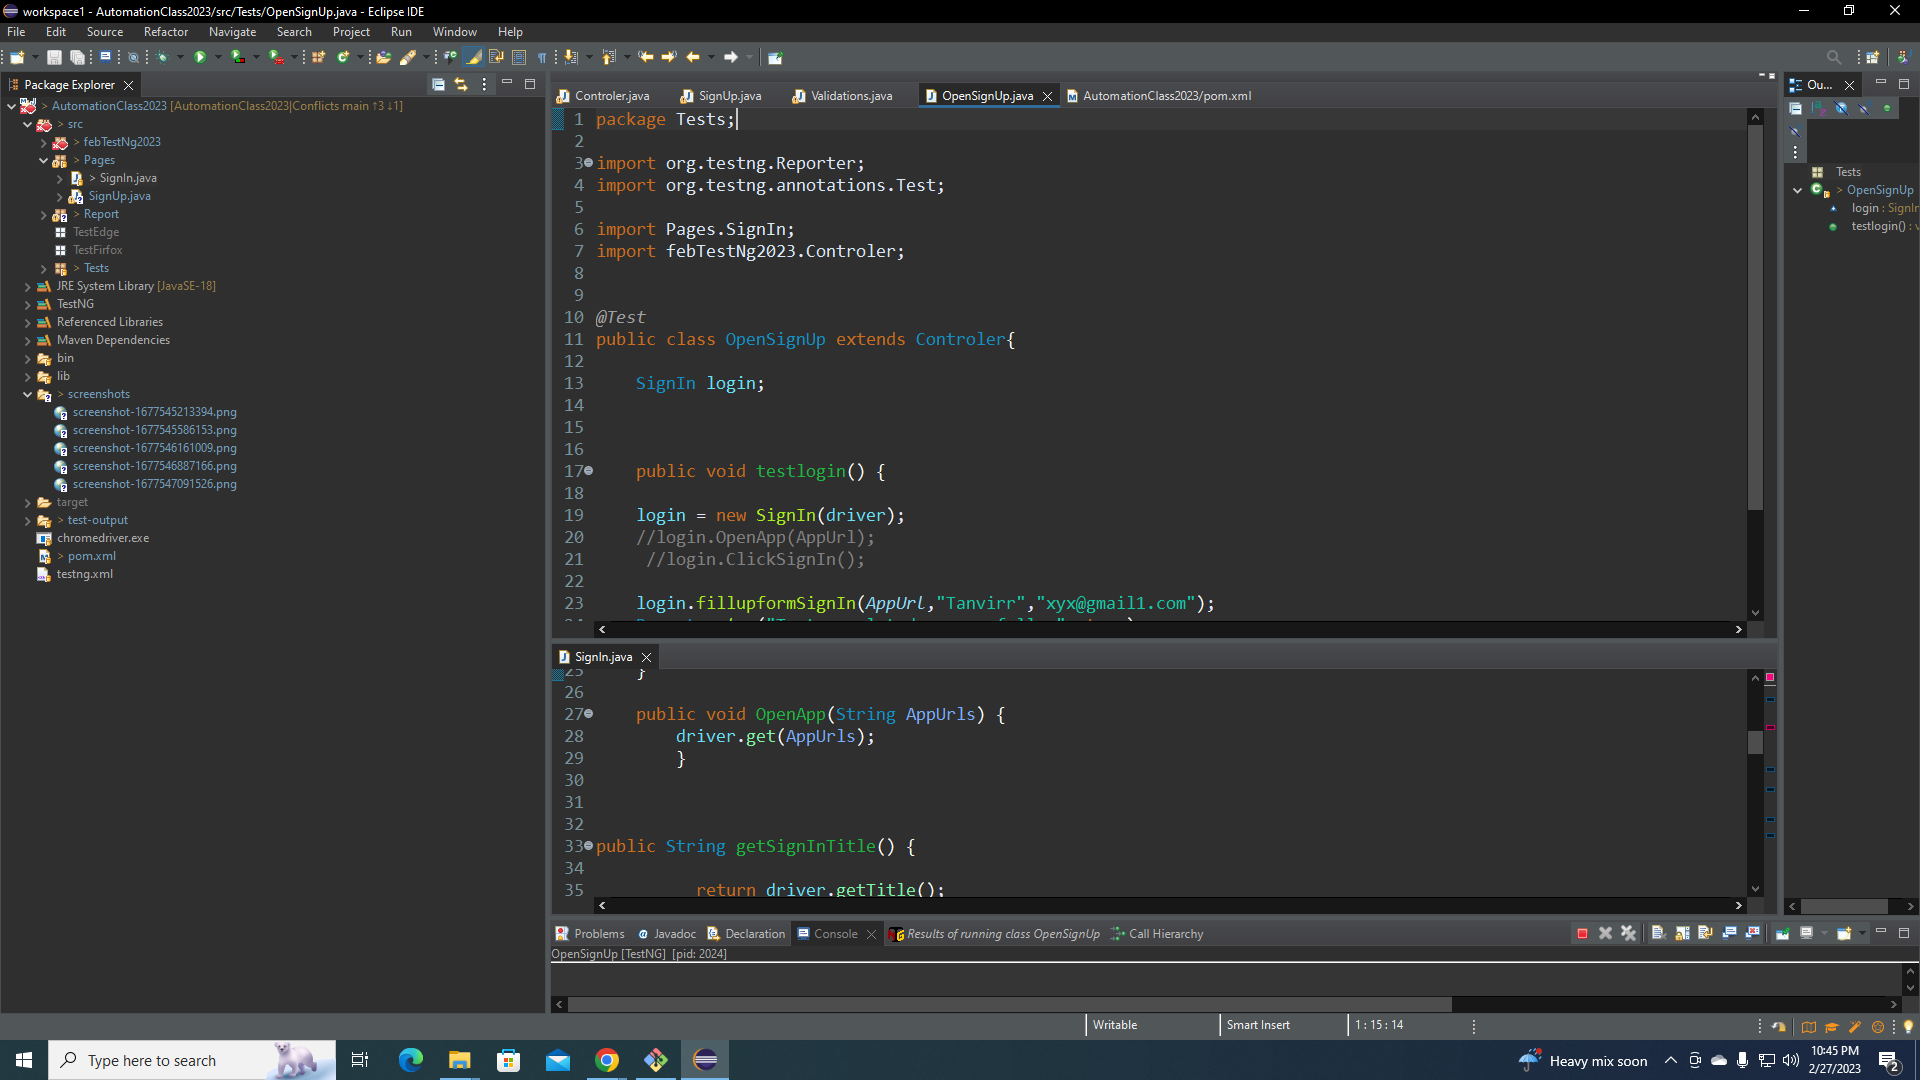 workspace1 - AutomationClass2023/src/Tests/OpenSignUp.java - Eclipse IDE
File Edit Source Refactor Navigate Search Project Run Window Help
Package Explorer
> AutomationClass2023 [AutomationClass2023|Conflicts main ↑3 ↓1]
> src
> febTestNg2023
> Pages
> SignIn.java
SignUp.java
> Report
TestEdge
TestFirfox
> Tests
JRE System Library [JavaSE-18]
TestNG
Referenced Libraries
Maven Dependencies
bin
lib
> screenshots
screenshot-1677545213394.png
screenshot-1677545586153.png
screenshot-1677546161009.png
screenshot-1677546887166.png
screenshot-1677547091526.png
target
> test-output
chromedriver.exe
> pom.xml
testng.xml
Controler.java SignUp.java Validations.java OpenSignUp.java AutomationClass2023/pom.xml
1 package Tests;
2
3 import org.testng.Reporter;
4 import org.testng.annotations.Test;
5
6 import Pages.SignIn;
7 import febTestNg2023.Controler;
8
9
10 @Test
11 public class OpenSignUp extends Controler{
12
13 SignIn login;
14
15
16
17 public void testlogin() {
18
19 login = new SignIn(driver);
20 //login.OpenApp(AppUrl);
21 //login.ClickSignIn();
22
23 login.fillupformSignIn(AppUrl,"Tanvirr","xyx@gmail1.com");
SignIn.java
25 }
26
27 public void OpenApp(String AppUrls) {
28 driver.get(AppUrls);
29 }
30
31
32
33 public String getSignInTitle() {
34
35 return driver.getTitle();
Ou...
Tests
> OpenSignUp
login : SignIn
testlogin() : v
Problems Javadoc Declaration Console Results of running class OpenSignUp Call Hierarchy
OpenSignUp [TestNG] [pid: 2024]
Writable Smart Insert 1 : 15 : 14
Type here to search
Heavy mix soon
10:45 PM
2/27/2023
2